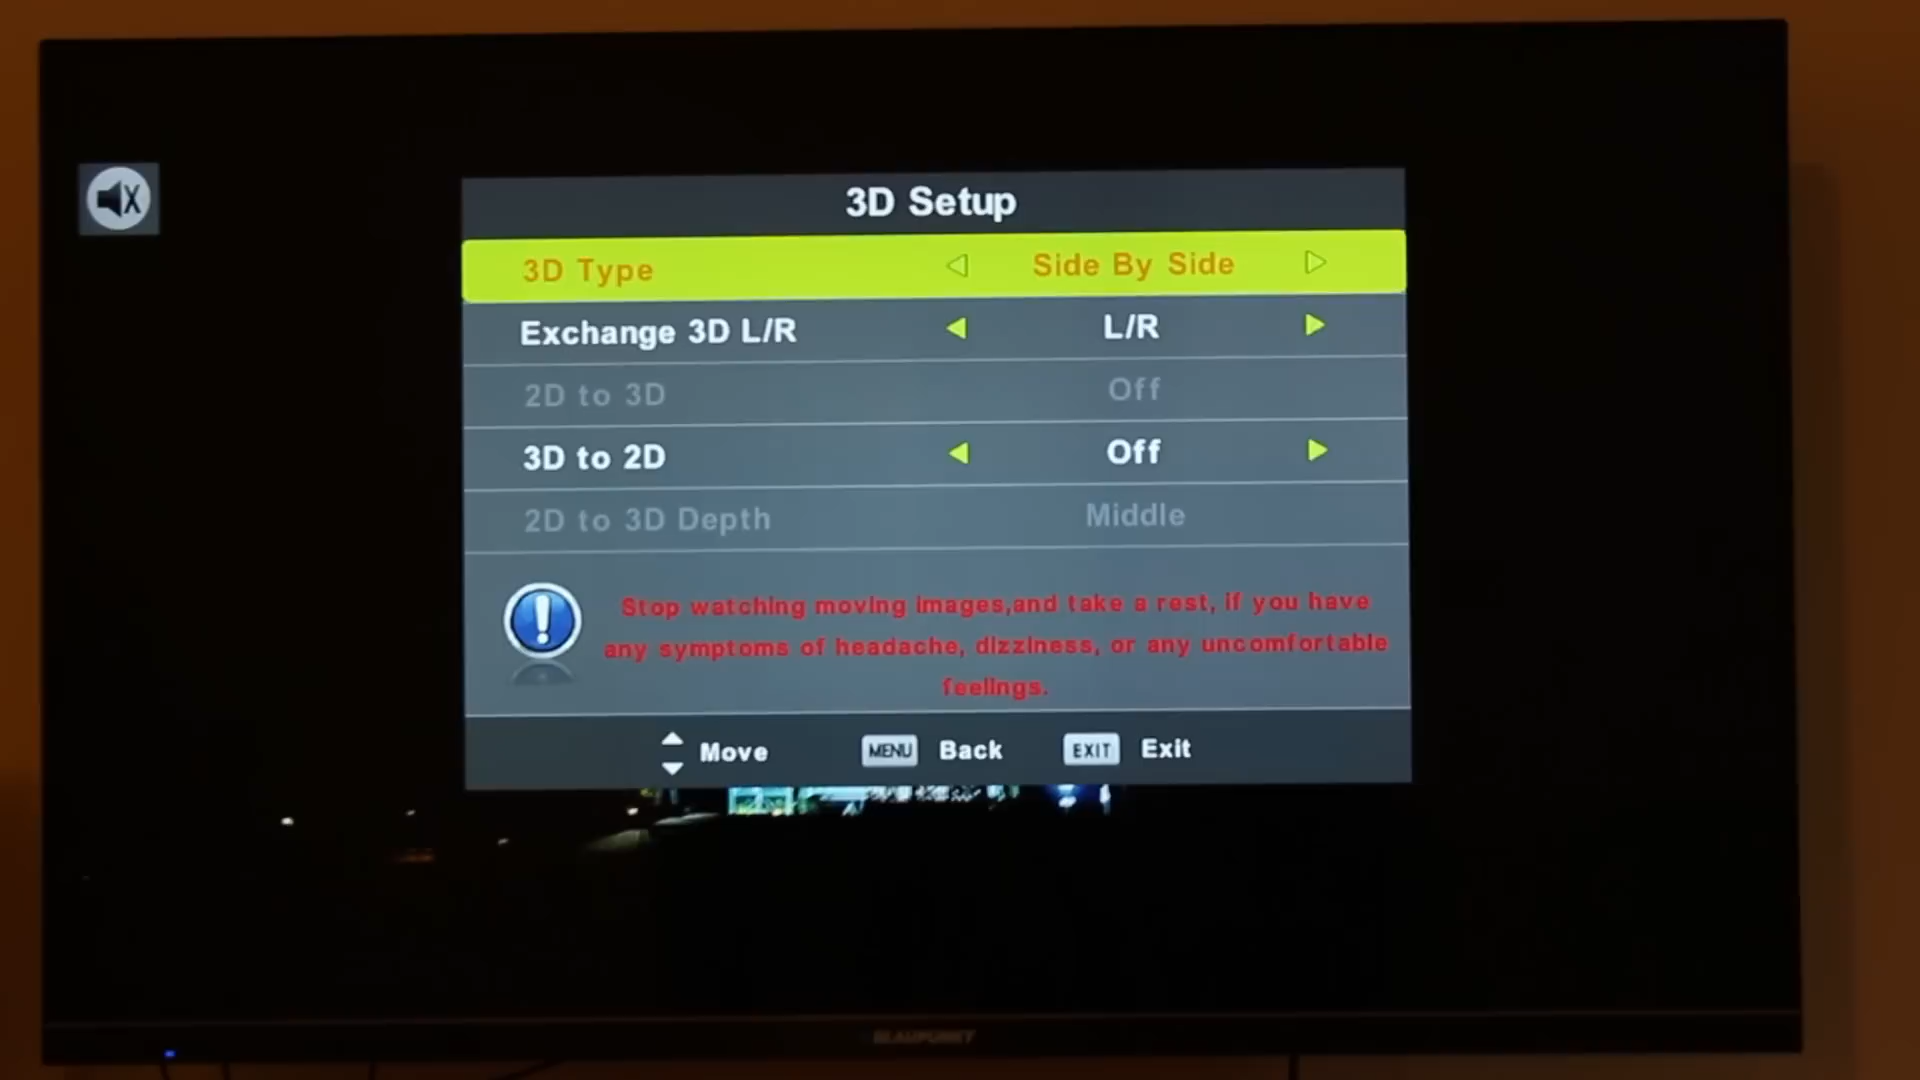 3D Setup
3D Type Side By Side
Exchange 3D L/R L/R
2D to 3D Off
3D to 2D Off
2D to 3D Depth Middle
Stop watching moving images,and take a rest, if you have
any symptoms of headache, dizziness, or any uncomfortable
feelings.
Move MENU Back EXIT Exit
BLAUPUNKT